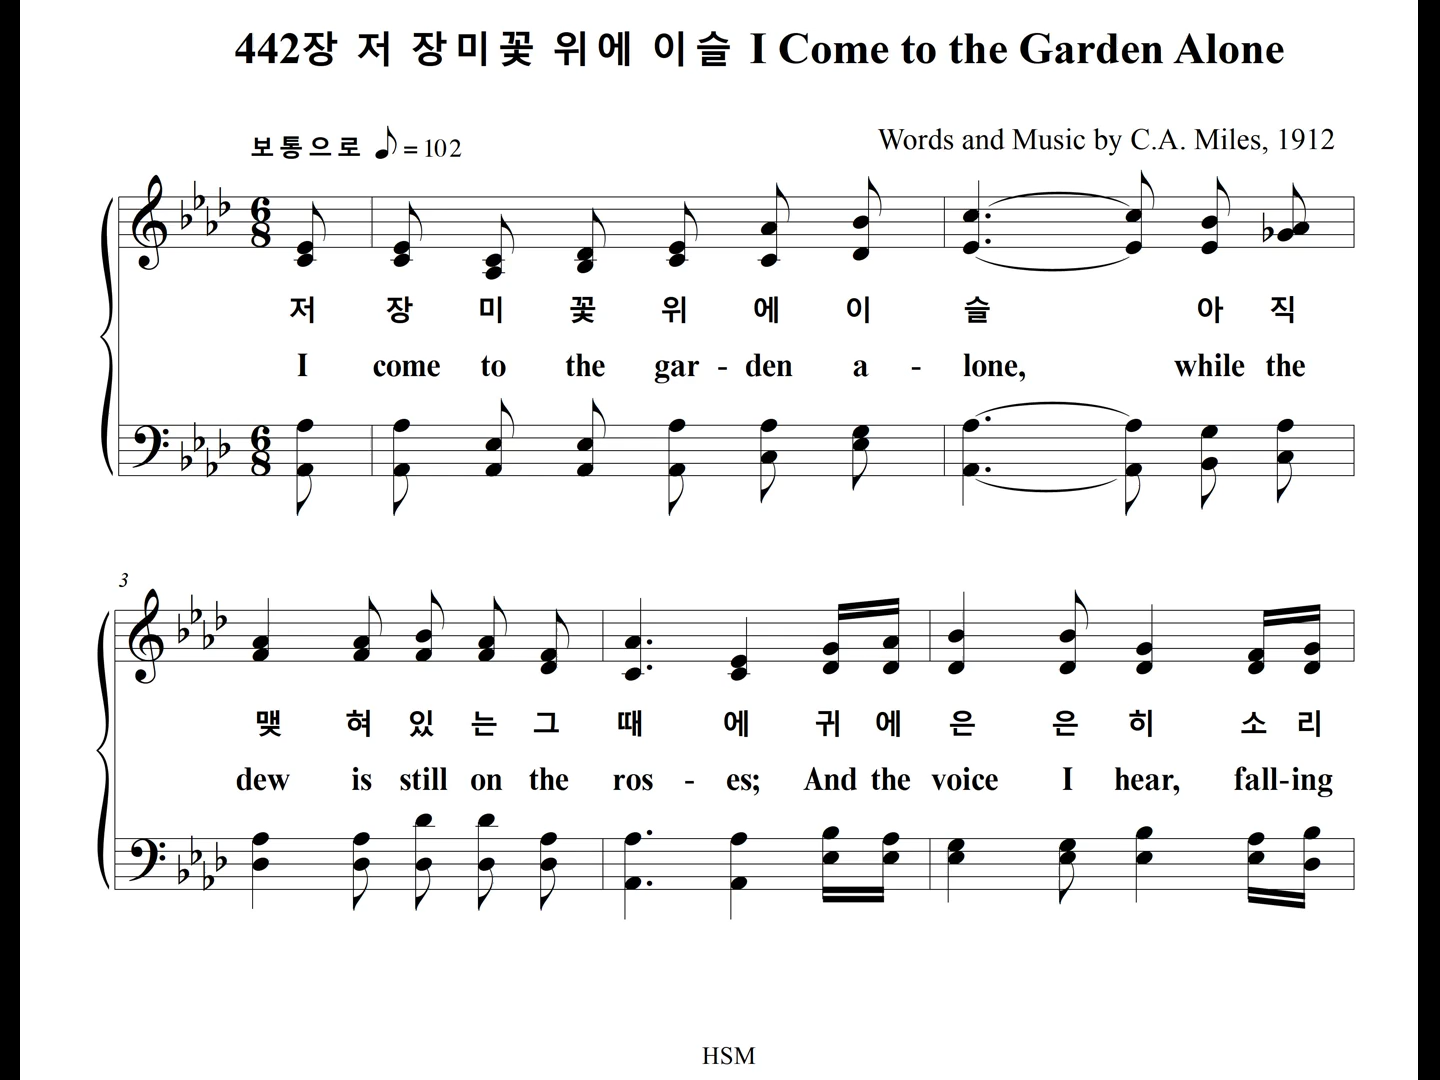 442장 저 장미꽃 위에 이슬 I Come to the Garden Alone
보통으로 ♪ = 102
Words and Music by C.A. Miles, 1912
6 8
저 장 미 꽃 위 에 이 슬 아 직
I come to the gar - den a - lone, while the
6 8
3
맺 혀 있 는 그 때 에 귀 에 은 은 히 소 리
dew is still on the ros - es; And the voice I hear, fall-ing
HSM